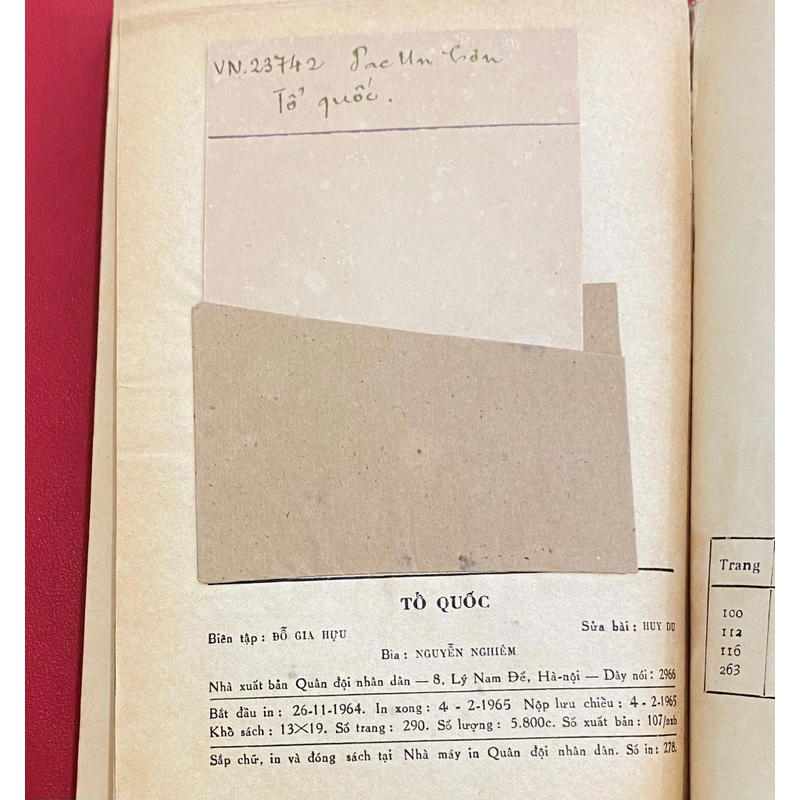 VN.23742 Pac Un Can
Tổ quốc.
TỔ QUỐC
Biên tập : ĐỖ GIA HỰU
Sửa bài : HUY DU
Bìa : NGUYỄN NGHIÊM
Nhà xuất bản Quân đội nhân dân — 8, Lý Nam Đế, Hà-nội — Dây nói : 2966
Bắt đầu in : 26-11-1964. In xong : 4 - 2-1965 Nộp lưu chiều : 4 - 2-1965
Khổ sách : 13×19. Số trang : 290. Số lượng : 5.800c. Số xuất bản : 107/nxb
Sắp chữ, in và đóng sách tại Nhà máy in Quân đội nhân dân. Số in : 278.
Trang
100
112
116
263